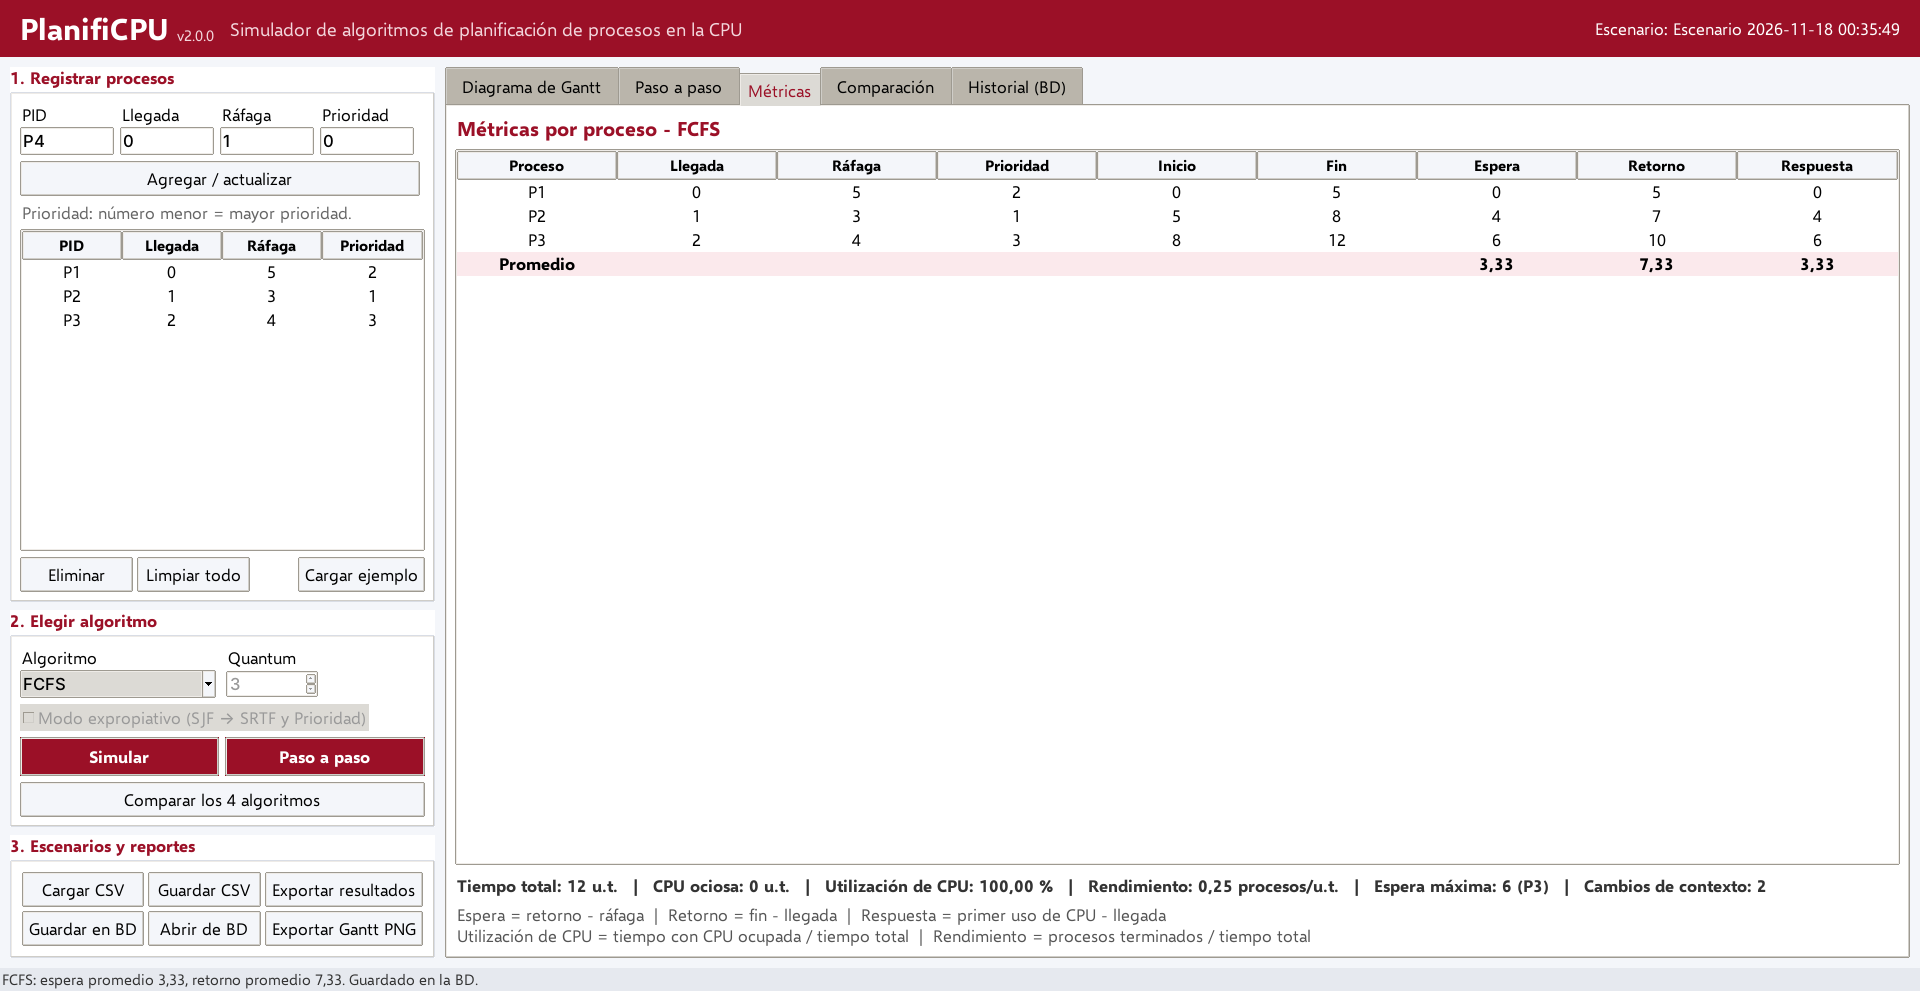 PlanifiCPU v2.0.0 Simulador de algoritmos de planificación de procesos en la CPU Escenario: Escenario 2026-11-18 00:35:49
1. Registrar procesos
PID Llegada Ráfaga Prioridad
P4 0 1 0
Agregar / actualizar
Prioridad: número menor = mayor prioridad.
PID Llegada Ráfaga Prioridad
P1 0 5 2
P2 1 3 1
P3 2 4 3
Eliminar Limpiar todo Cargar ejemplo
2. Elegir algoritmo
Algoritmo Quantum
FCFS 3
Modo expropiativo (SJF → SRTF y Prioridad)
Simular Paso a paso
Comparar los 4 algoritmos
3. Escenarios y reportes
Cargar CSV Guardar CSV Exportar resultados
Guardar en BD Abrir de BD Exportar Gantt PNG
Diagrama de Gantt Paso a paso Métricas Comparación Historial (BD)
Métricas por proceso - FCFS
Proceso Llegada Ráfaga Prioridad Inicio Fin Espera Retorno Respuesta
P1 0 5 2 0 5 0 5 0
P2 1 3 1 5 8 4 7 4
P3 2 4 3 8 12 6 10 6
Promedio 3,33 7,33 3,33
Tiempo total: 12 u.t. | CPU ociosa: 0 u.t. | Utilización de CPU: 100,00 % | Rendimiento: 0,25 procesos/u.t. | Espera máxima: 6 (P3) | Cambios de contexto: 2
Espera = retorno - ráfaga | Retorno = fin - llegada | Respuesta = primer uso de CPU - llegada
Utilización de CPU = tiempo con CPU ocupada / tiempo total | Rendimiento = procesos terminados / tiempo total
FCFS: espera promedio 3,33, retorno promedio 7,33. Guardado en la BD.